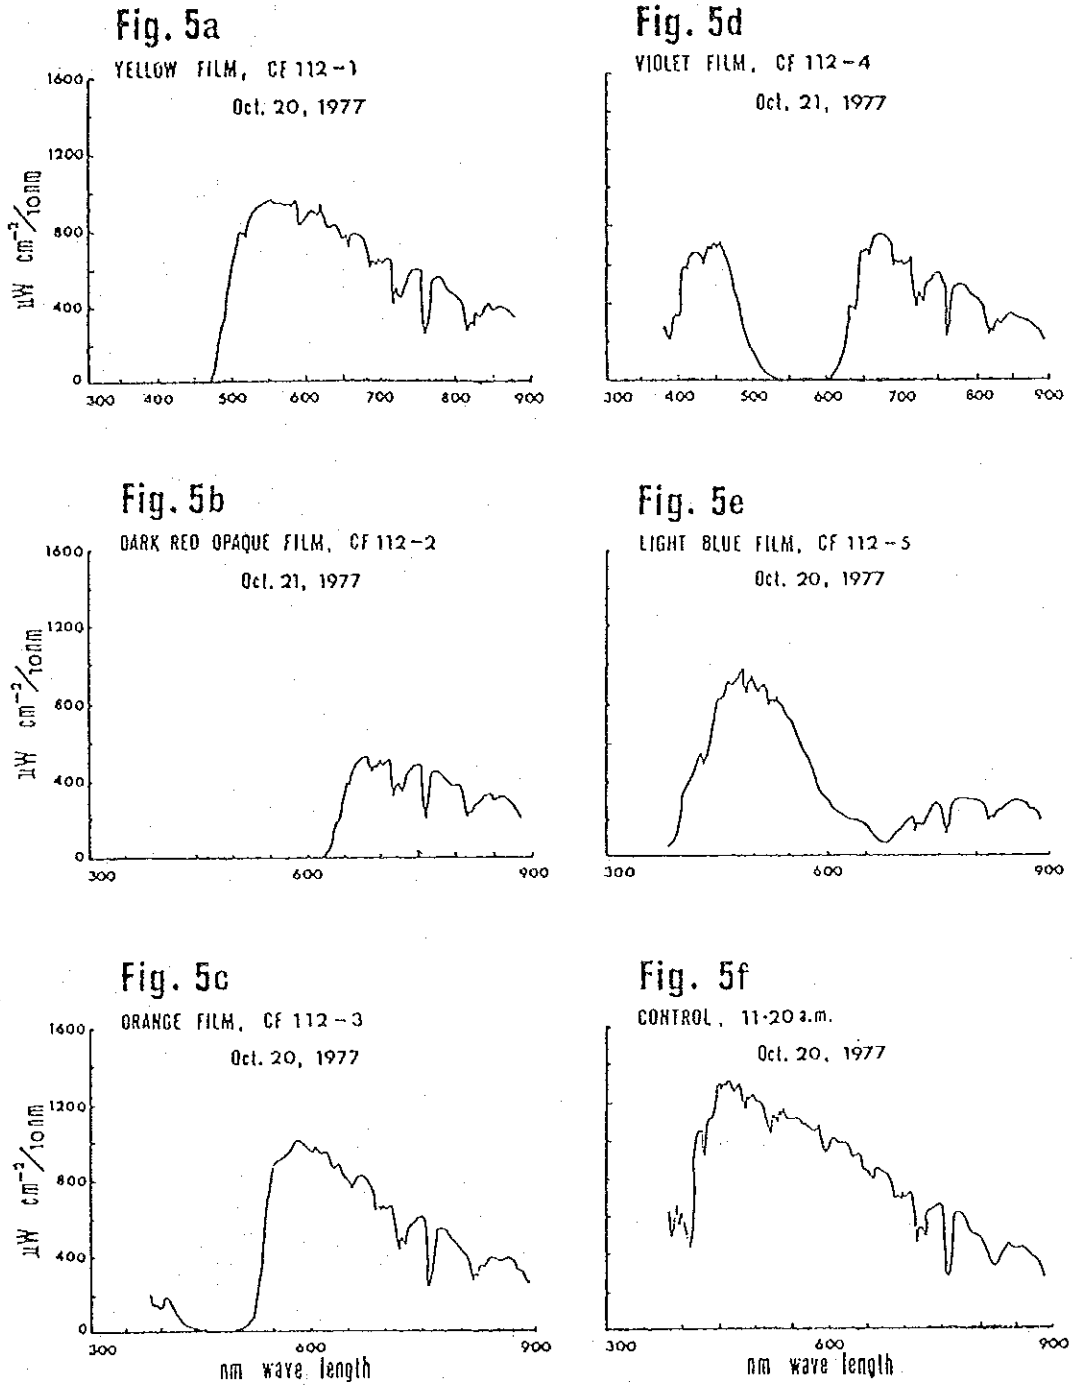 Fig. 5a
YELLOW FILM, CF 112-1
Oct. 20, 1977
1600
1200
800
400
0
µW cm⁻²/10nm
300 400 500 600 700 800 900
Fig. 5d
VIOLET FILM, CF 112-4
Oct. 21, 1977
300 400 500 600 700 800 900
Fig. 5b
DARK RED OPAQUE FILM, CF 112-2
Oct. 21, 1977
1600
1200
800
400
0
µW cm⁻²/10nm
300 600 900
Fig. 5e
LIGHT BLUE FILM, CF 112-5
Oct. 20, 1977
300 600 900
Fig. 5c
ORANGE FILM, CF 112-3
Oct. 20, 1977
1600
1200
800
400
0
µW cm⁻²/10nm
300 600 900
nm wave length
Fig. 5f
CONTROL, 11·20 a.m.
Oct. 20, 1977
300 600 900
nm wave length